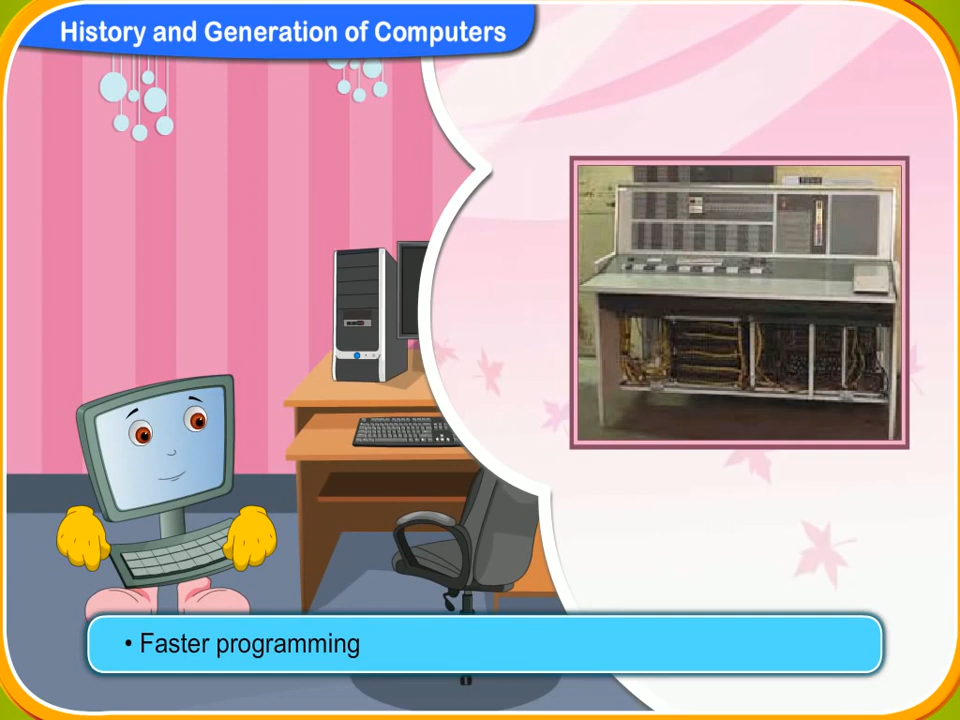 History and Generation of Computers
• Faster programming